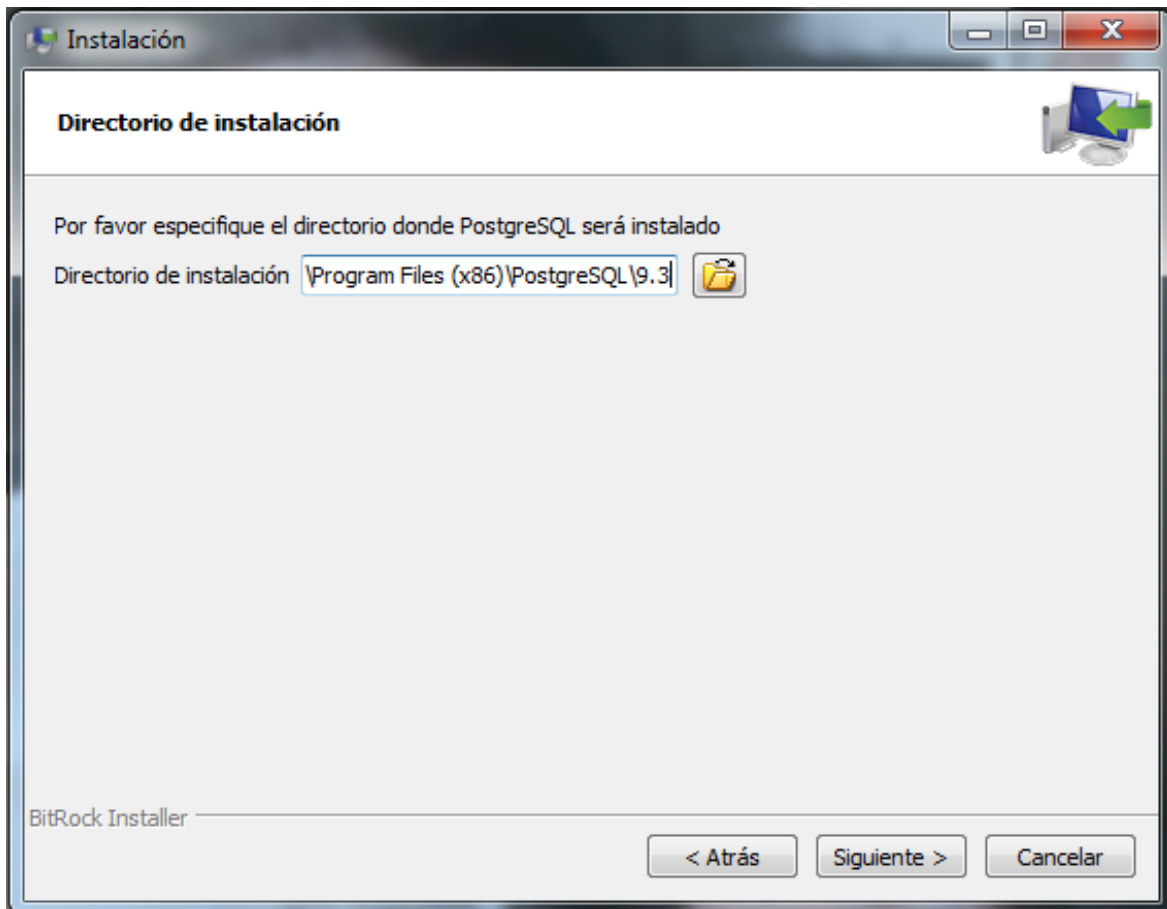 Instalación
Directorio de instalación
Por favor especifique el directorio donde PostgreSQL será instalado
Directorio de instalación \Program Files (x86)\PostgreSQL\9.3
BitRock Installer
< Atrás Siguiente > Cancelar